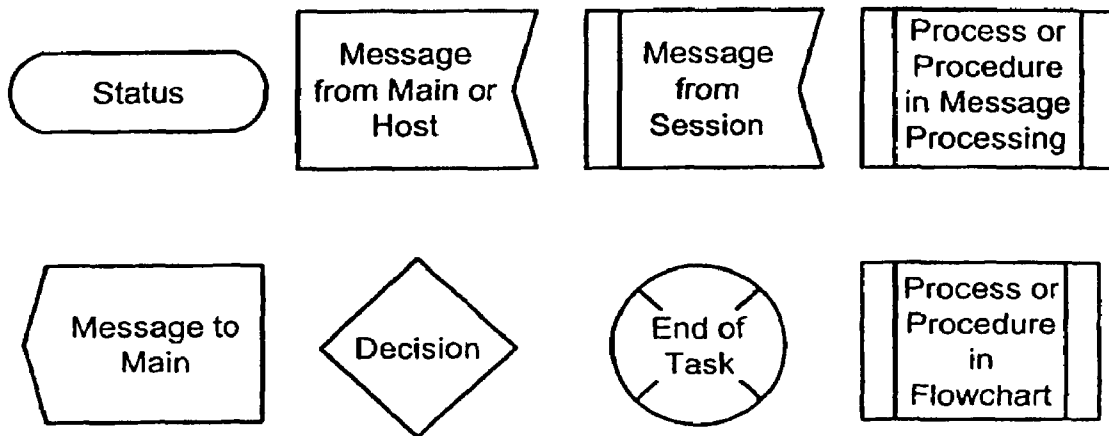 Status
Message
from Main or
Host
Message
from
Session
Process or
Procedure
in Message
Processing
Message to
Main
Decision
End of
Task
Process or
Procedure
in
Flowchart